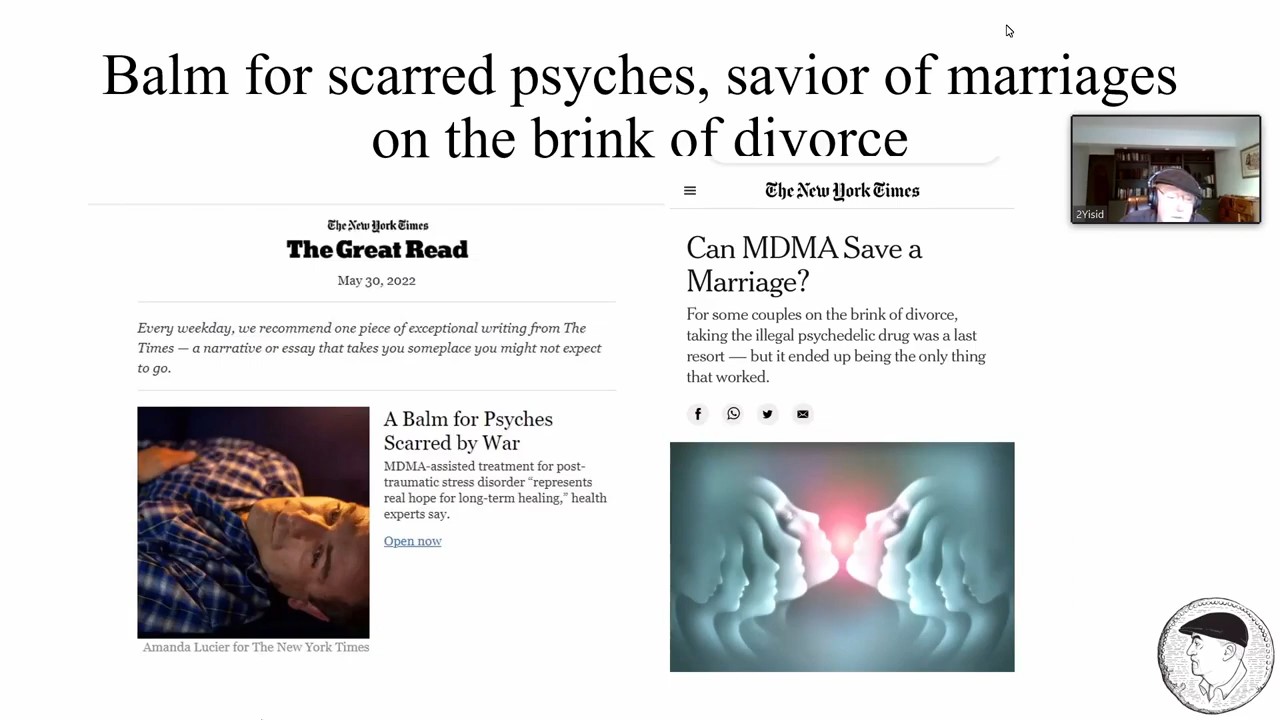 Balm for scarred psyches, savior of marriages
on the brink of divorce
The New York Times
The Great Read
May 30, 2022
Every weekday, we recommend one piece of exceptional writing from The
Times — a narrative or essay that takes you someplace you might not expect
to go.
A Balm for Psyches
Scarred by War
MDMA-assisted treatment for post-
traumatic stress disorder “represents
real hope for long-term healing,” health
experts say.
Open now
Amanda Lucier for The New York Times
The New York Times
Can MDMA Save a
Marriage?
For some couples on the brink of divorce,
taking the illegal psychedelic drug was a last
resort — but it ended up being the only thing
that worked.
2Yisid